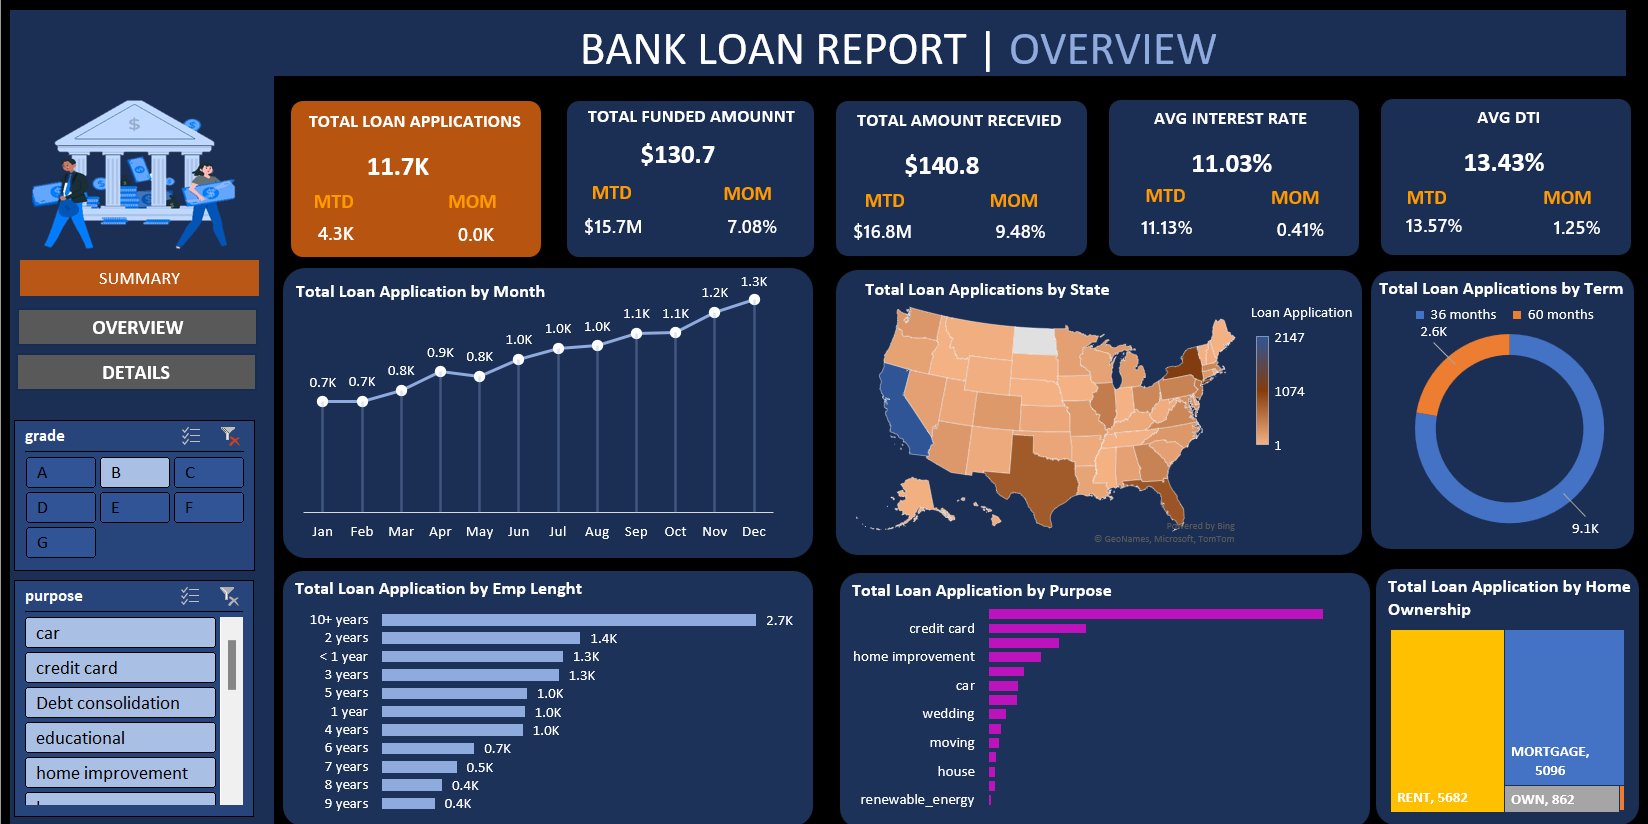 BANK LOAN REPORT | OVERVIEW
TOTAL LOAN APPLICATIONS
11.7K
MTD MOM
4.3K 0.0K
TOTAL FUNDED AMOUNNT
$130.7
MTD MOM
$15.7M 7.08%
TOTAL AMOUNT RECEVIED
$140.8
MTD MOM
$16.8M 9.48%
AVG INTEREST RATE
11.03%
MTD MOM
11.13% 0.41%
AVG DTI
13.43%
MTD MOM
13.57% 1.25%
SUMMARY
OVERVIEW
DETAILS
grade
A B C
D E F
G
purpose
car
credit card
Debt consolidation
educational
home improvement
Total Loan Application by Month
0.7K 0.7K 0.8K 0.9K 0.8K 1.0K 1.0K 1.0K 1.1K 1.1K 1.2K 1.3K
Jan Feb Mar Apr May Jun Jul Aug Sep Oct Nov Dec
Total Loan Applications by State
Loan Application
2147
1074
1
Powered by Bing
© GeoNames, Microsoft, TomTom
Total Loan Applications by Term
36 months 60 months
2.6K
9.1K
Total Loan Application by Emp Lenght
10+ years 2.7K
2 years 1.4K
< 1 year 1.3K
3 years 1.3K
5 years 1.0K
1 year 1.0K
4 years 1.0K
6 years 0.7K
7 years 0.5K
8 years 0.4K
9 years 0.4K
Total Loan Application by Purpose
credit card
home improvement
car
wedding
moving
house
renewable_energy
Total Loan Application by Home
Ownership
RENT, 5682
MORTGAGE,
5096
OWN, 862